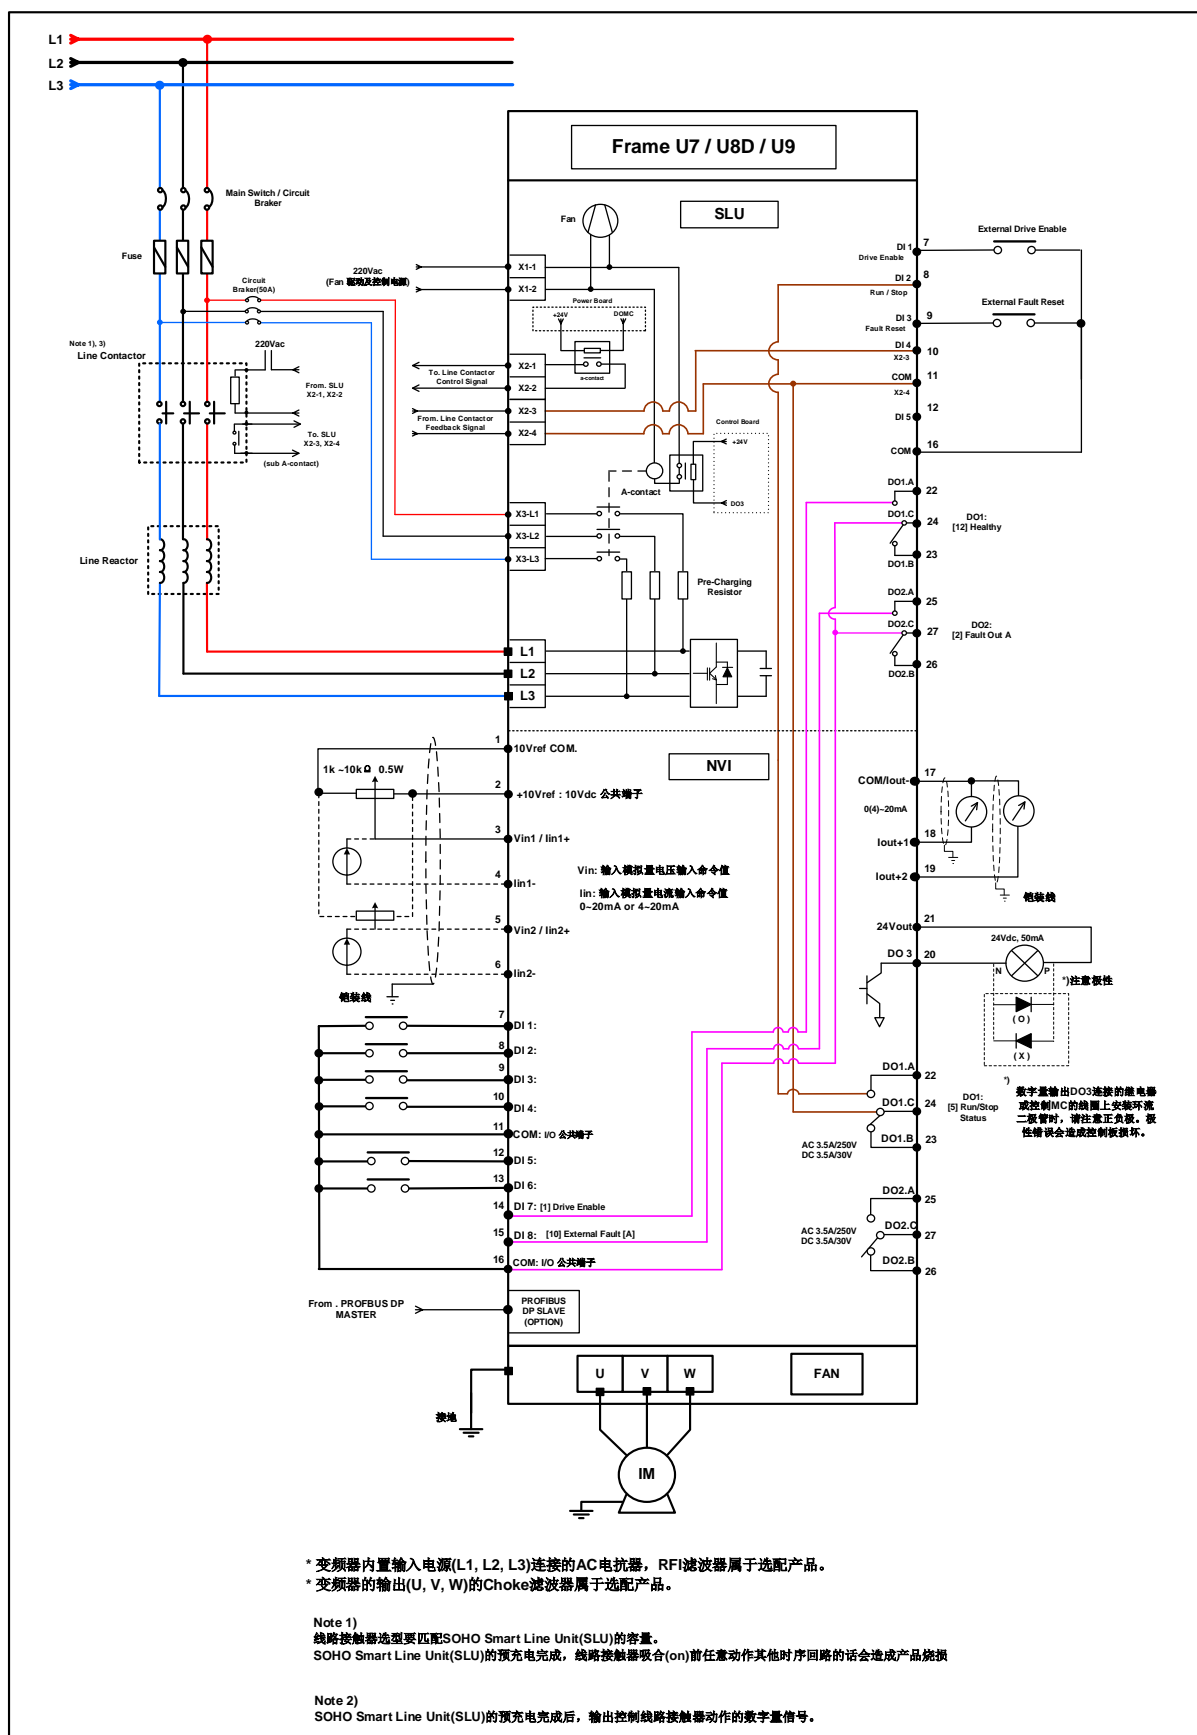 L1
L2
L3
Frame U7 / U8D / U9
SLU
Main Switch / Circuit
Braker
Fuse
Circuit
Braker(50A)
Note 1), 3)
Line Contactor
220Vac
From. SLU
X2-1, X2-2
To. SLU
X2-3, X2-4
(sub A-contact)
Line Reactor
220Vac
(Fan 驱动及控制电源)
To. Line Contactor
Control Signal
From. Line Contactor
Feedback Signal
Fan
X1-1
X1-2
Power Board
+24V
DOMC
a-contact
X2-1
X2-2
X2-3
X2-4
Control Board
+24V
DO3
A-contact
X3-L1
X3-L2
X3-L3
Pre-Charging
Resistor
L1
L2
L3
DI 1
Drive Enable
7
External Drive Enable
DI 2
Run / Stop
8
DI 3
Fault Reset
9
External Fault Reset
DI 4
X2-3
10
COM
X2-4
11
DI 5
12
COM
16
DO1.A
22
DO1.C
24
DO1:
[12] Healthy
23
DO1.B
DO2.A
25
DO2.C
27
DO2:
[2] Fault Out A
26
DO2.B
NVI
1
10Vref COM.
1k ~10kΩ 0.5W
2
+10Vref : 10Vdc 公共端子
3
Vin1 / Iin1+
4
Iin1-
5
Vin2 / Iin2+
6
Iin2-
铠装线
Vin: 输入模拟量电压输入命令值
Iin: 输入模拟量电流输入命令值
0~20mA or 4~20mA
COM/Iout-
17
0(4)~20mA
18
Iout+1
19
Iout+2
铠装线
21
24Vout
24Vdc, 50mA
DO 3
20
N
P
*)注意极性
( O )
( X )
*)
数字量输出DO3连接的继电器
或控制MC的线圈上安装环流
二极管时，请注意正负极。极
性错误会造成控制板损坏。
7
DI 1:
8
DI 2:
9
DI 3:
10
DI 4:
11
COM: I/O 公共端子
12
DI 5:
13
DI 6:
14
DI 7: [1] Drive Enable
15
DI 8: [10] External Fault [A]
16
COM: I/O 公共端子
DO1.A
22
DO1.C
24
DO1:
[5] Run/Stop
Status
AC 3.5A/250V
DC 3.5A/30V
DO1.B
23
DO2.A
25
AC 3.5A/250V
DC 3.5A/30V
DO2.C
27
DO2.B
26
From . PROFBUS DP
MASTER
PROFIBUS
DP SLAVE
(OPTION)
U
V
W
FAN
接地
IM
* 变频器内置输入电源(L1, L2, L3)连接的AC电抗器，RFI滤波器属于选配产品。
* 变频器的输出(U, V, W)的Choke滤波器属于选配产品。
Note 1)
线路接触器选型要匹配SOHO Smart Line Unit(SLU)的容量。
SOHO Smart Line Unit(SLU)的预充电完成，线路接触器吸合(on)前任意动作其他时序回路的话会造成产品烧损
Note 2)
SOHO Smart Line Unit(SLU)的预充电完成后，输出控制线路接触器动作的数字量信号。